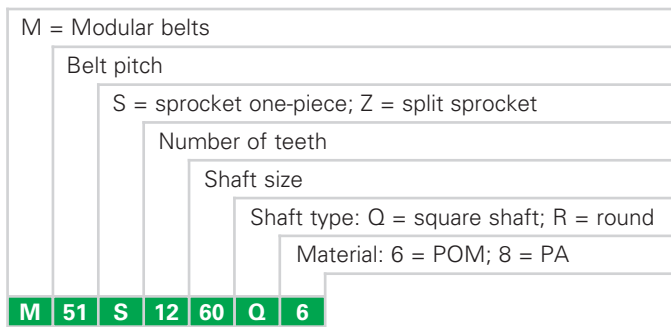 M = Modular belts
Belt pitch
S = sprocket one-piece; Z = split sprocket
Number of teeth
Shaft size
Shaft type: Q = square shaft; R = round
Material: 6 = POM; 8 = PA
M 51 S 12 60 Q 6